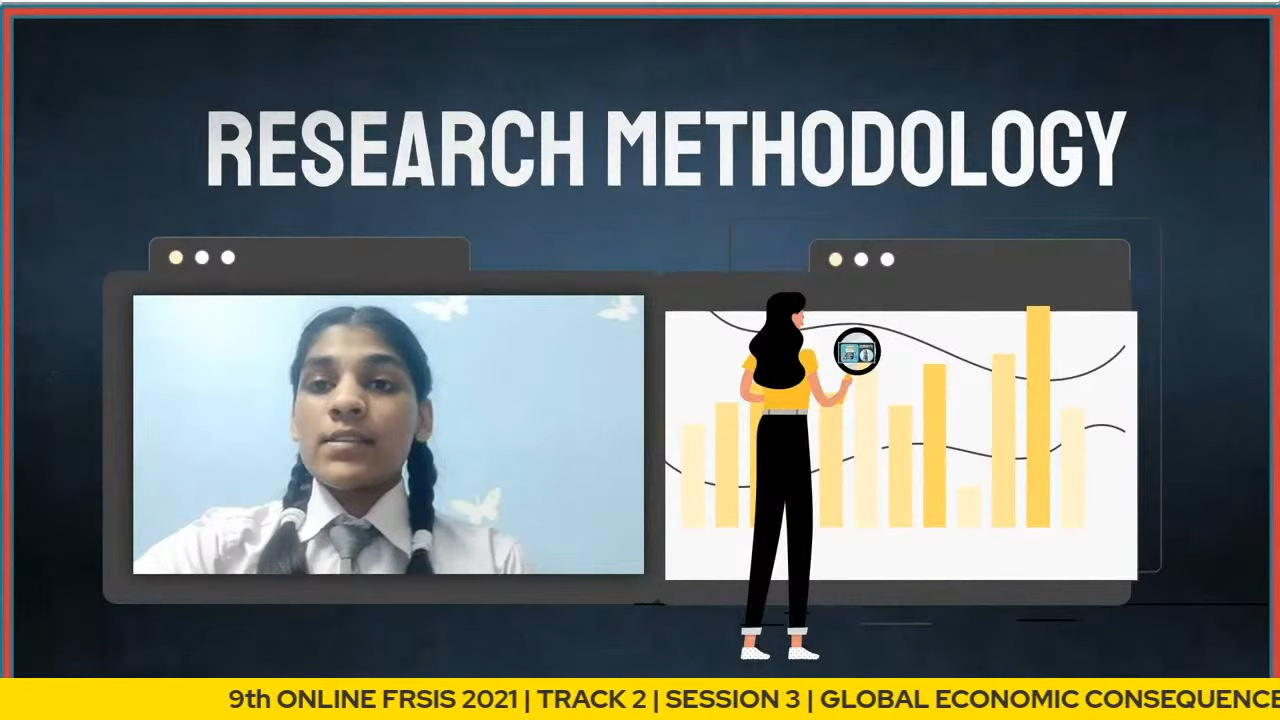 RESEARCH METHODOLOGY
9th ONLINE FRSIS 2021 | TRACK 2 | SESSION 3 | GLOBAL ECONOMIC CONSEQUENCE